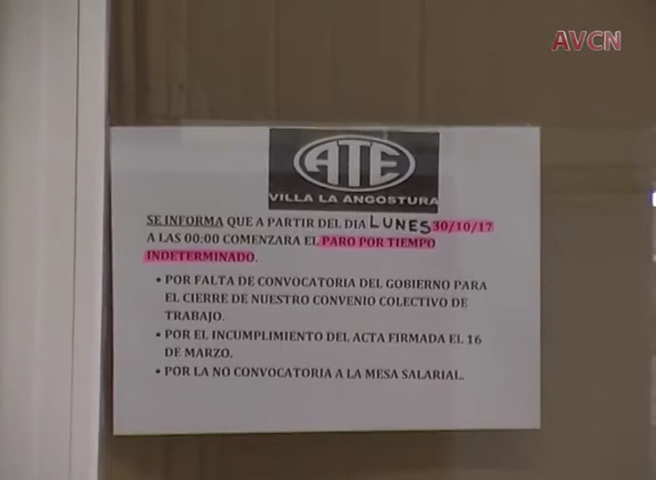 AVCN
ATE
VILLA LA ANGOSTURA
SE INFORMA QUE A PARTIR DEL DIA LUNES 30/10/17
A LAS 00:00 COMENZARA EL PARO POR TIEMPO
INDETERMINADO.
• POR FALTA DE CONVOCATORIA DEL GOBIERNO PARA
EL CIERRE DE NUESTRO CONVENIO COLECTIVO DE
TRABAJO.
• POR EL INCUMPLIMIENTO DEL ACTA FIRMADA EL 16
DE MARZO.
• POR LA NO CONVOCATORIA A LA MESA SALARIAL.